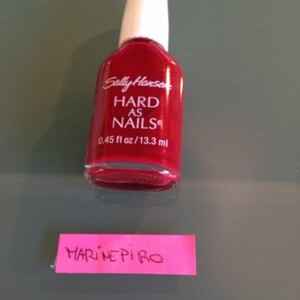 Sally Hansen
HARD
AS
NAILS®
0.45 fl oz/13.3 ml
MARINEPIRO